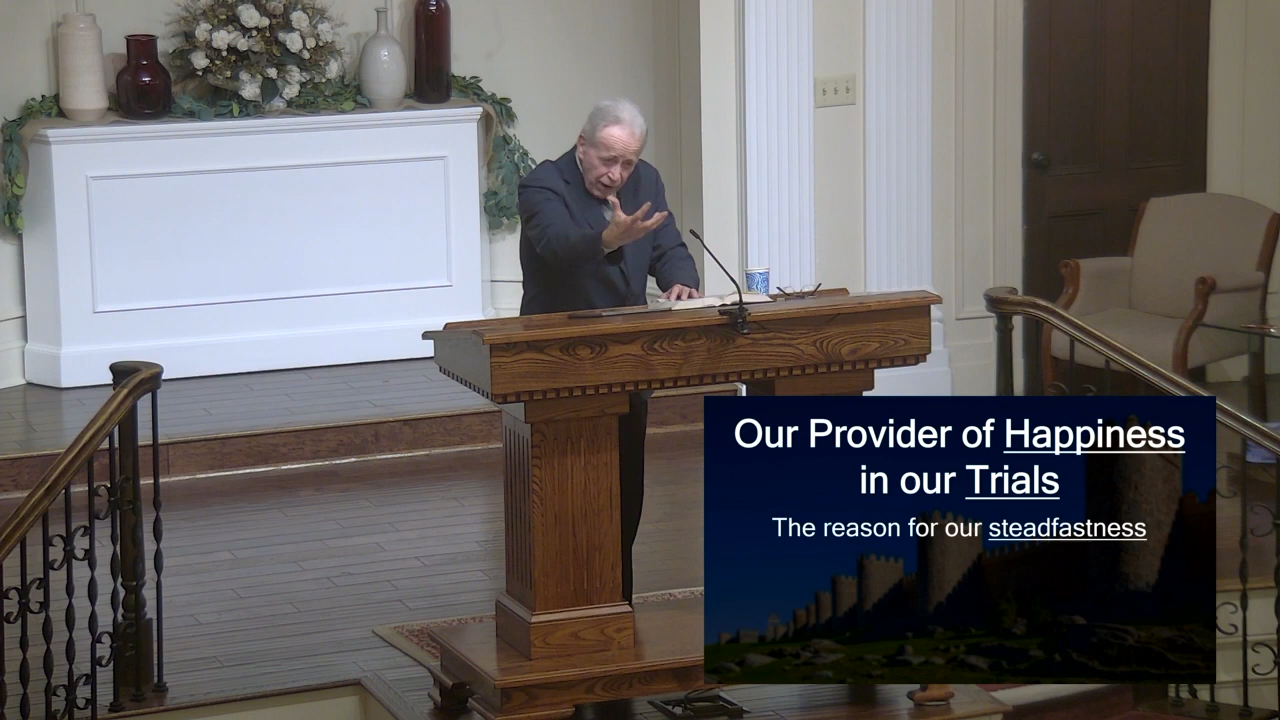 Our Provider of Happiness
in our Trials
The reason for our steadfastness